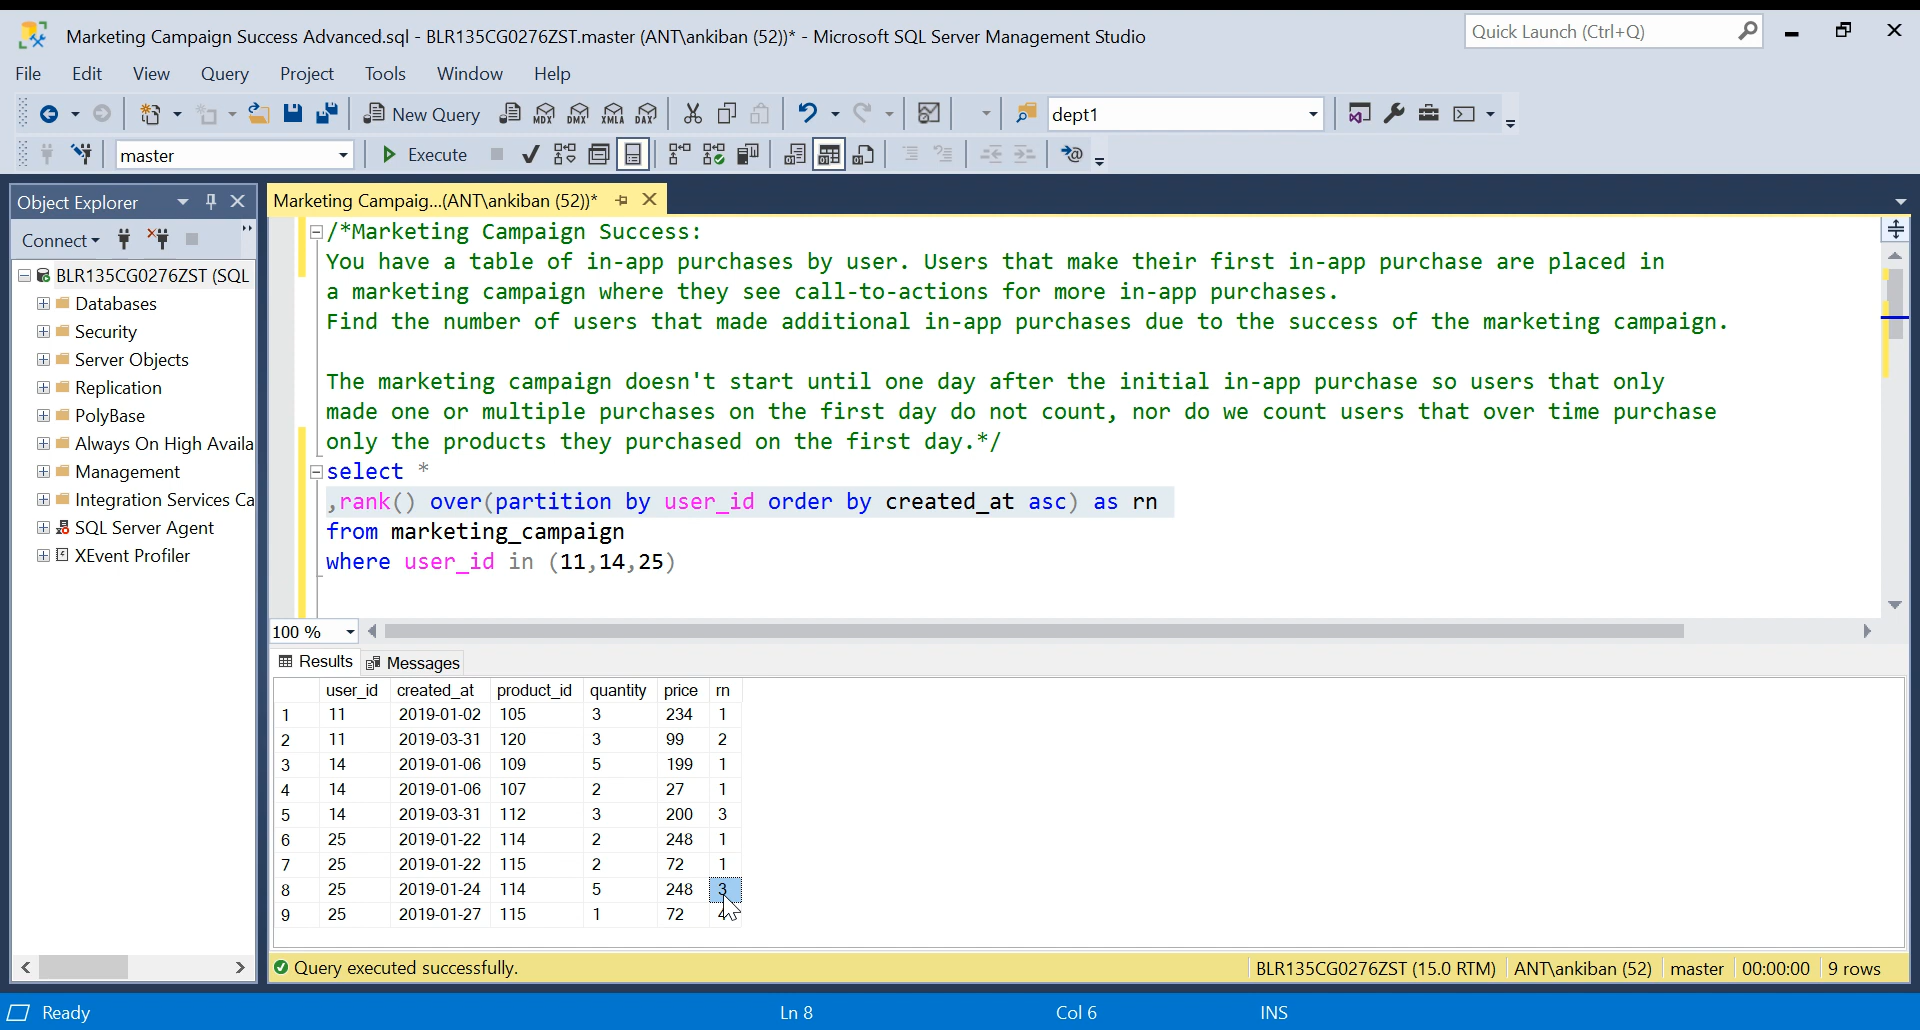 Marketing Campaign Success Advanced.sql - BLR135CG0276ZST.master (ANT\ankiban (52))* - Microsoft SQL Server Management Studio
Quick Launch (Ctrl+Q)
File Edit View Query Project Tools Window Help
New Query MDX DMX XMLA DAX dept1
master Execute
Object Explorer
Marketing Campaig...(ANT\ankiban (52))*
Connect
BLR135CG0276ZST (SQL
Databases
Security
Server Objects
Replication
PolyBase
Always On High Availa
Management
Integration Services Ca
SQL Server Agent
XEvent Profiler
/*Marketing Campaign Success:
You have a table of in-app purchases by user. Users that make their first in-app purchase are placed in
a marketing campaign where they see call-to-actions for more in-app purchases.
Find the number of users that made additional in-app purchases due to the success of the marketing campaign.
The marketing campaign doesn't start until one day after the initial in-app purchase so users that only
made one or multiple purchases on the first day do not count, nor do we count users that over time purchase
only the products they purchased on the first day.*/
select *
,rank() over(partition by user_id order by created_at asc) as rn
from marketing_campaign
where user_id in (11,14,25)
100 %
Results Messages
user_id created_at product_id quantity price rn
1 11 2019-01-02 105 3 234 1
2 11 2019-03-31 120 3 99 2
3 14 2019-01-06 109 5 199 1
4 14 2019-01-06 107 2 27 1
5 14 2019-03-31 112 3 200 3
6 25 2019-01-22 114 2 248 1
7 25 2019-01-22 115 2 72 1
8 25 2019-01-24 114 5 248 3
9 25 2019-01-27 115 1 72 4
Query executed successfully. BLR135CG0276ZST (15.0 RTM) ANT\ankiban (52) master 00:00:00 9 rows
Ready Ln 8 Col 6 INS